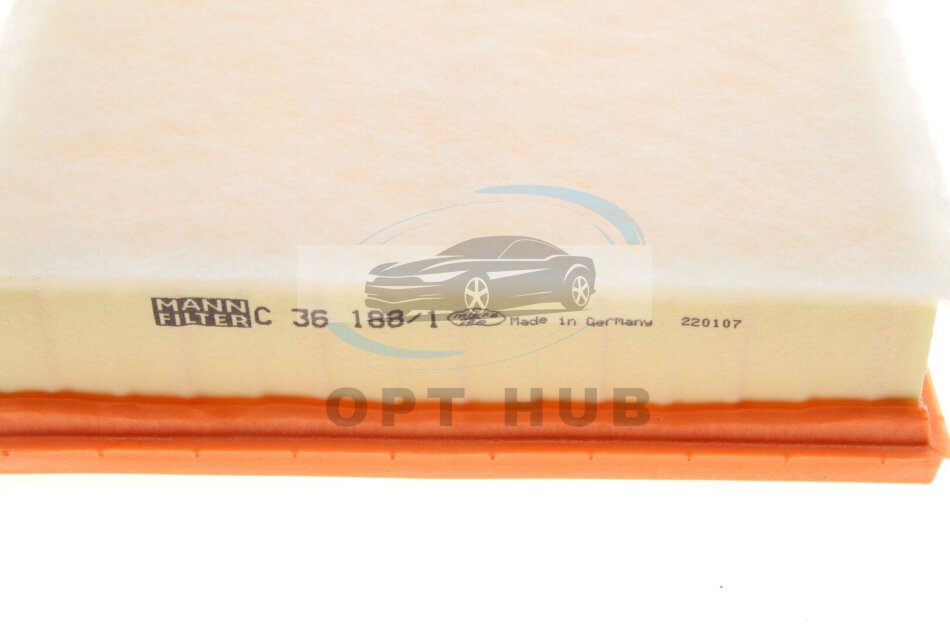 MANN
FILTER C 36 188/1 Made in Germany 220107
OPT HUB